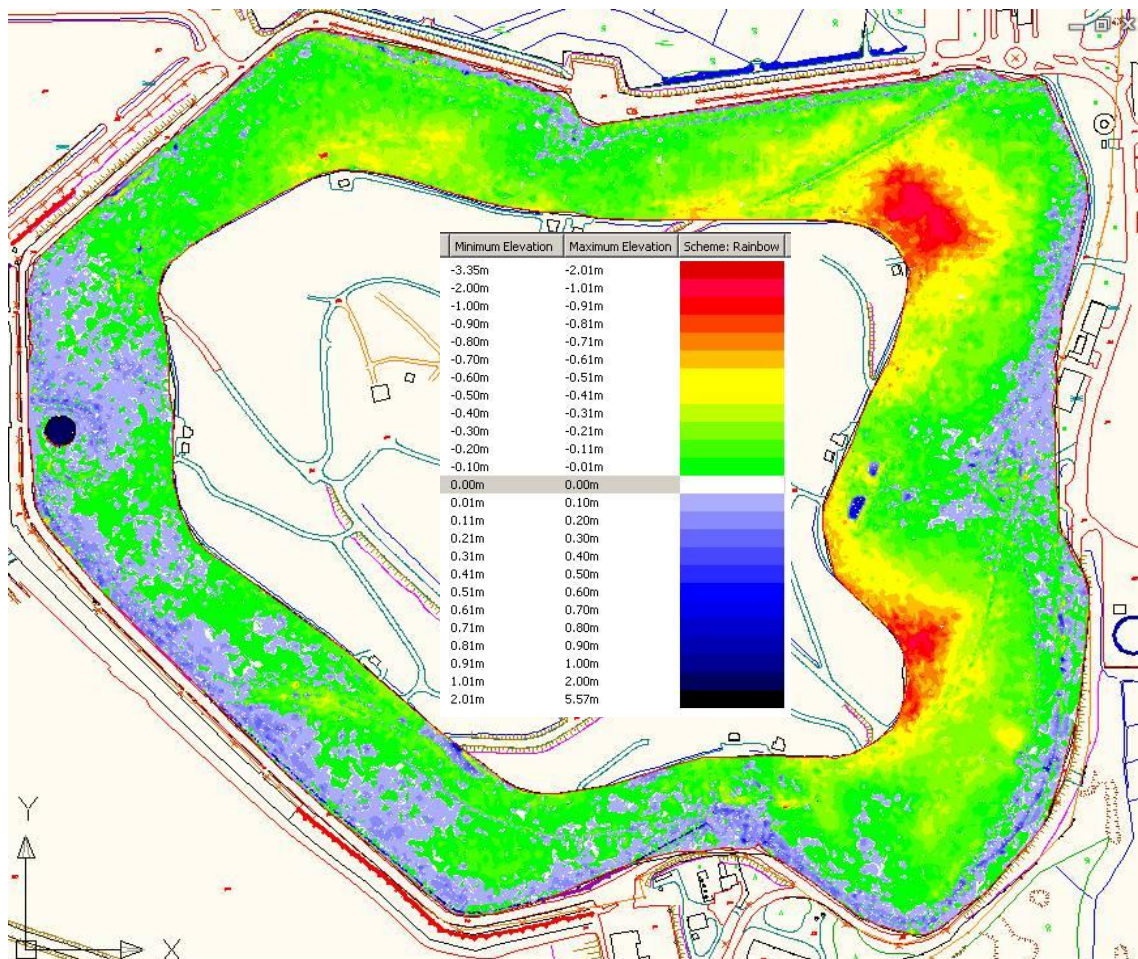 Minimum Elevation Maximum Elevation Scheme: Rainbow
-3.35m -2.01m
-2.00m -1.01m
-1.00m -0.91m
-0.90m -0.81m
-0.80m -0.71m
-0.70m -0.61m
-0.60m -0.51m
-0.50m -0.41m
-0.40m -0.31m
-0.30m -0.21m
-0.20m -0.11m
-0.10m -0.01m
0.00m 0.00m
0.01m 0.10m
0.11m 0.20m
0.21m 0.30m
0.31m 0.40m
0.41m 0.50m
0.51m 0.60m
0.61m 0.70m
0.71m 0.80m
0.81m 0.90m
0.91m 1.00m
1.01m 2.00m
2.01m 5.57m
Y
X